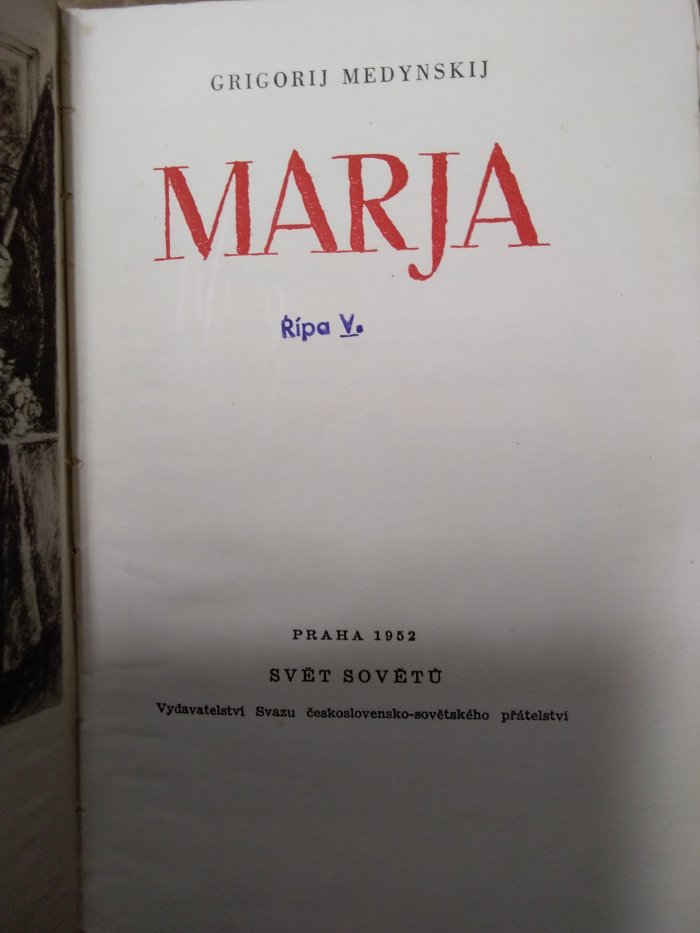 GRIGORIJ MEDYNSKIJ
MARJA
Řípa V.
PRAHA 1952
SVĚT SOVĚTŮ
Vydavatelství Svazu československo-sovětského přátelství